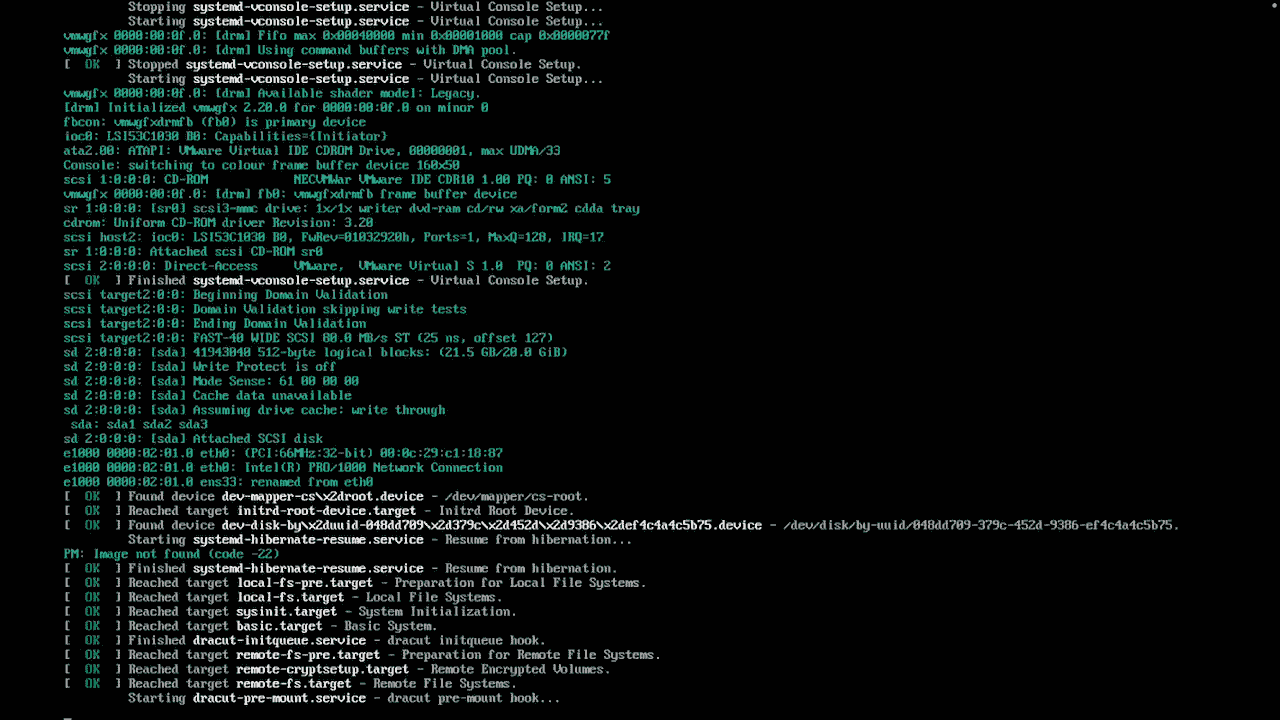 Stopping systemd-vconsole-setup.service - Virtual Console Setup...
Starting systemd-vconsole-setup.service - Virtual Console Setup...
vmwgfx 0000:00:0f.0: [drm] Fifo max 0x00040000 min 0x00001000 cap 0x0000077f
vmwgfx 0000:00:0f.0: [drm] Using command buffers with DMA pool.
[  OK  ] Stopped systemd-vconsole-setup.service - Virtual Console Setup.
Starting systemd-vconsole-setup.service - Virtual Console Setup...
vmwgfx 0000:00:0f.0: [drm] Available shader model: Legacy.
[drm] Initialized vmwgfx 2.20.0 for 0000:00:0f.0 on minor 0
fbcon: vmwgfxdrmfb (fb0) is primary device
ioc0: LSI53C1030 B0: Capabilities={Initiator}
ata2.00: ATAPI: VMware Virtual IDE CDROM Drive, 00000001, max UDMA/33
Console: switching to colour frame buffer device 160x50
scsi 1:0:0:0: CD-ROM            NECVMWar VMware IDE CDR10 1.00 PQ: 0 ANSI: 5
vmwgfx 0000:00:0f.0: [drm] fb0: vmwgfxdrmfb frame buffer device
sr 1:0:0:0: [sr0] scsi3-mmc drive: 1x/1x writer dvd-ram cd/rw xa/form2 cdda tray
cdrom: Uniform CD-ROM driver Revision: 3.20
scsi host2: ioc0: LSI53C1030 B0, FwRev=01032920h, Ports=1, MaxQ=128, IRQ=17
sr 1:0:0:0: Attached scsi CD-ROM sr0
scsi 2:0:0:0: Direct-Access     VMware,  VMware Virtual S 1.0  PQ: 0 ANSI: 2
[  OK  ] Finished systemd-vconsole-setup.service - Virtual Console Setup.
scsi target2:0:0: Beginning Domain Validation
scsi target2:0:0: Domain Validation skipping write tests
scsi target2:0:0: Ending Domain Validation
scsi target2:0:0: FAST-40 WIDE SCSI 80.0 MB/s ST (25 ns, offset 127)
sd 2:0:0:0: [sda] 41943040 512-byte logical blocks: (21.5 GB/20.0 GiB)
sd 2:0:0:0: [sda] Write Protect is off
sd 2:0:0:0: [sda] Mode Sense: 61 00 00 00
sd 2:0:0:0: [sda] Cache data unavailable
sd 2:0:0:0: [sda] Assuming drive cache: write through
sda: sda1 sda2 sda3
sd 2:0:0:0: [sda] Attached SCSI disk
e1000 0000:02:01.0 eth0: (PCI:66MHz:32-bit) 00:0c:29:c1:18:87
e1000 0000:02:01.0 eth0: Intel(R) PRO/1000 Network Connection
e1000 0000:02:01.0 ens33: renamed from eth0
[  OK  ] Found device dev-mapper-cs\x2droot.device - /dev/mapper/cs-root.
[  OK  ] Reached target initrd-root-device.target - Initrd Root Device.
[  OK  ] Found device dev-disk-by\x2duuid-048dd709\x2d379c\x2d452d\x2d9386\x2def4c4a4c5b75.device - /dev/disk/by-uuid/048dd709-379c-452d-9386-ef4c4a4c5b75.
Starting systemd-hibernate-resume.service - Resume from hibernation...
PM: Image not found (code -22)
[  OK  ] Finished systemd-hibernate-resume.service - Resume from hibernation.
[  OK  ] Reached target local-fs-pre.target - Preparation for Local File Systems.
[  OK  ] Reached target local-fs.target - Local File Systems.
[  OK  ] Reached target sysinit.target - System Initialization.
[  OK  ] Reached target basic.target - Basic System.
[  OK  ] Finished dracut-initqueue.service - dracut initqueue hook.
[  OK  ] Reached target remote-fs-pre.target - Preparation for Remote File Systems.
[  OK  ] Reached target remote-cryptsetup.target - Remote Encrypted Volumes.
[  OK  ] Reached target remote-fs.target - Remote File Systems.
Starting dracut-pre-mount.service - dracut pre-mount hook...